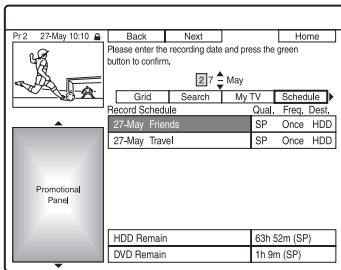 Pr 2 27-May 10:10 Back Next Home
Please enter the recording date and press the green
button to confirm.
27 May
Grid Search My TV Schedule
Record Schedule Qual. Freq. Dest.
27-May Friends SP Once HDD
27-May Travel SP Once HDD
Promotional
Panel
HDD Remain 63h 52m (SP)
DVD Remain 1h 9m (SP)